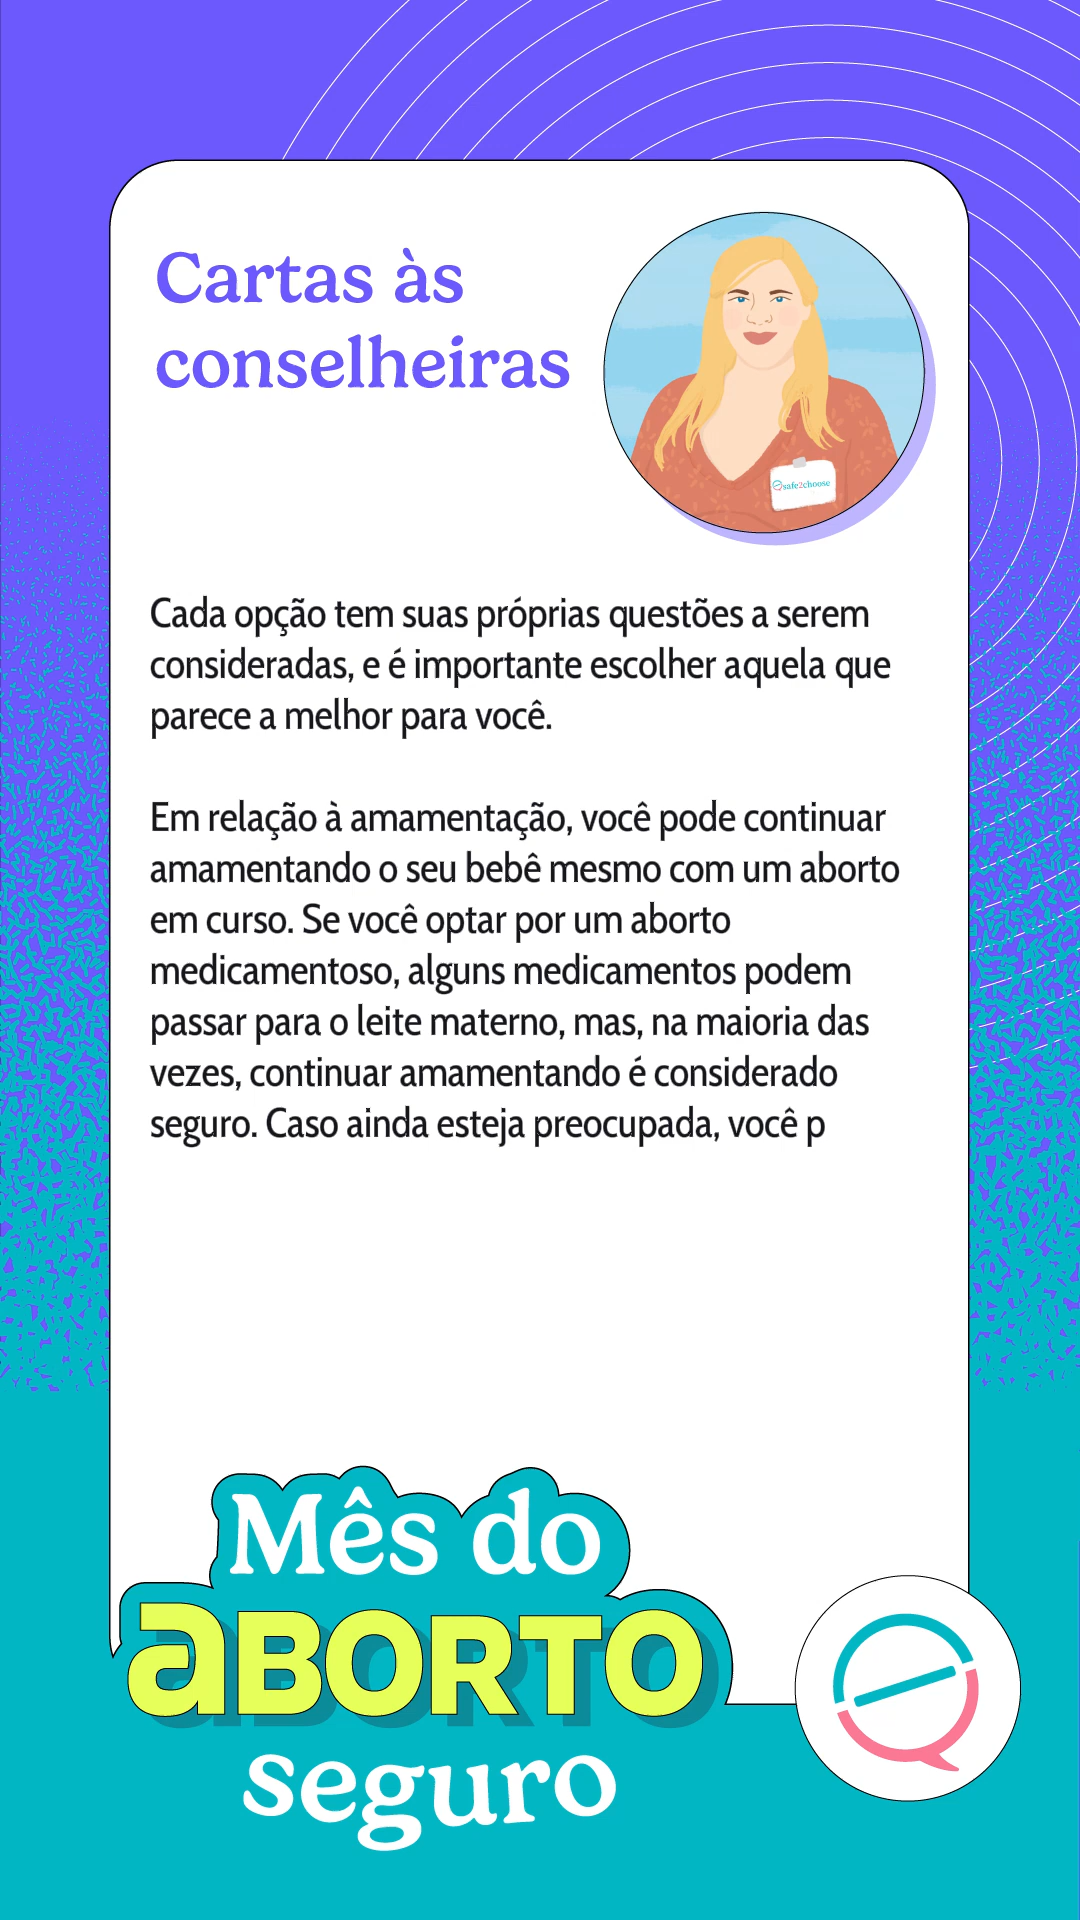 Cartas às
conselheiras
safe2choose
Cada opção tem suas próprias questões a serem
consideradas, e é importante escolher aquela que
parece a melhor para você.
Em relação à amamentação, você pode continuar
amamentando o seu bebê mesmo com um aborto
em curso. Se você optar por um aborto
medicamentoso, alguns medicamentos podem
passar para o leite materno, mas, na maioria das
vezes, continuar amamentando é considerado
seguro. Caso ainda esteja preocupada, você p
Mês do
aBORTO
seguro